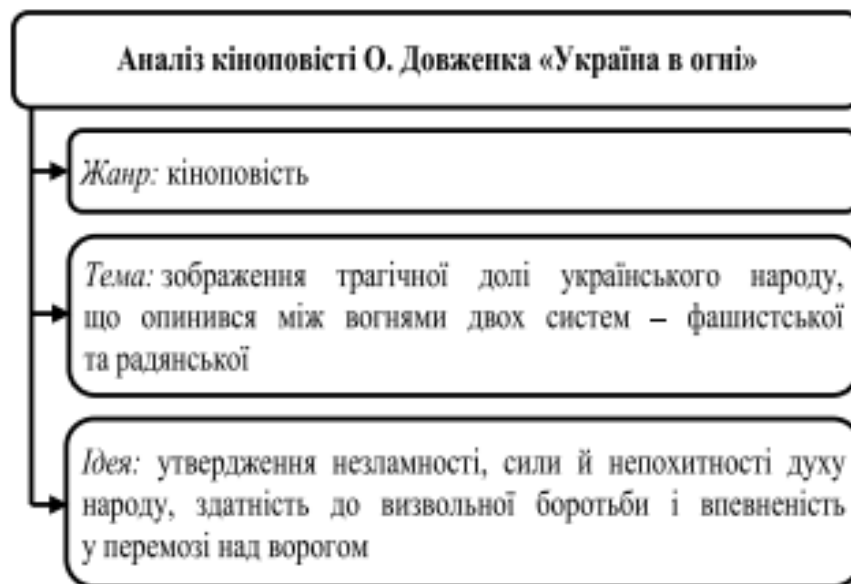 Аналіз кіноповісті О. Довженка «Україна в огні»
Жанр: кіноповість
Тема: зображення трагічної долі українського народу,
що опинився між вогнями двох систем – фашистської
та радянської
Ідея: утвердження незламності, сили й непохитності духу
народу, здатність до визвольної боротьби і впевненість
у перемозі над ворогом